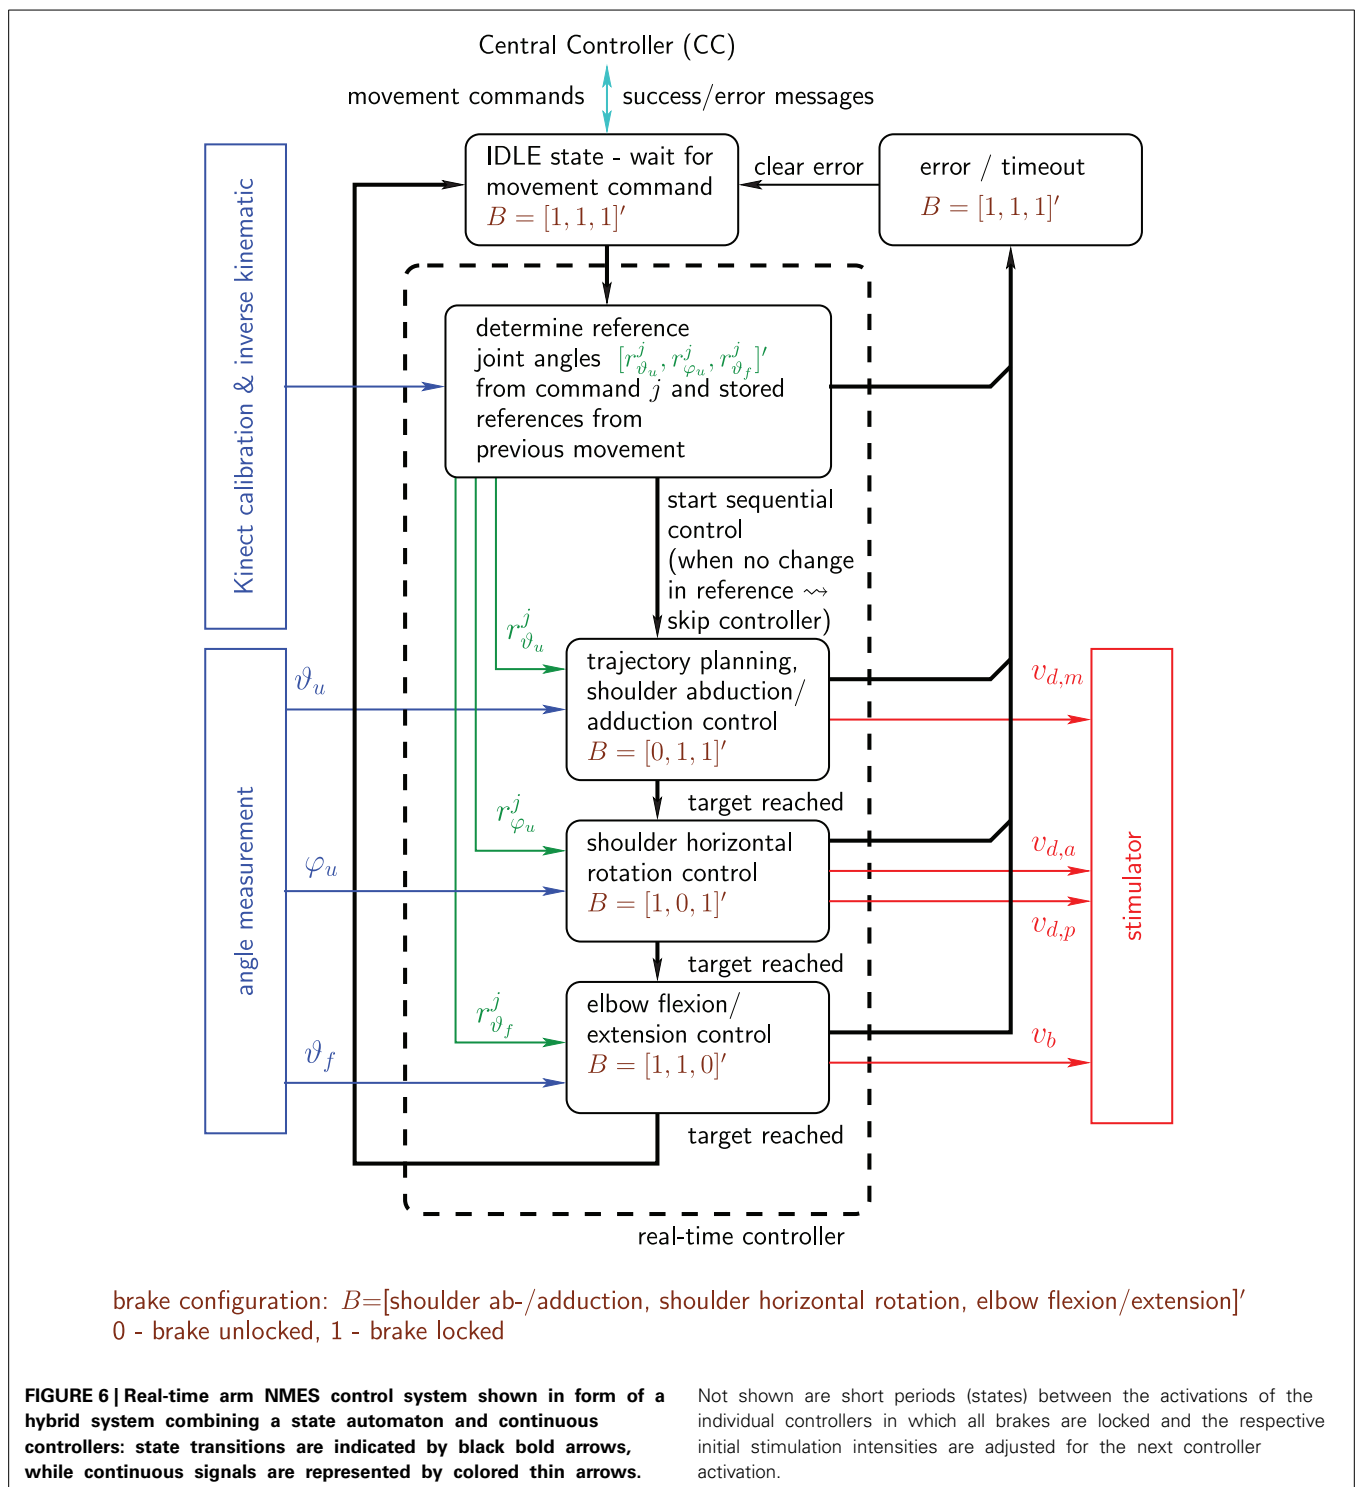 Central Controller (CC)
movement commands
success/error messages
IDLE state - wait for
movement command
B = [1, 1, 1]′
clear error
error / timeout
B = [1, 1, 1]′
Kinect calibration & inverse kinematic
determine reference
joint angles [r^j_{ϑ_u}, r^j_{φ_u}, r^j_{ϑ_f}]′
from command j and stored
references from
previous movement
start sequential
control
(when no change
in reference ⇝
skip controller)
r^j_{ϑ_u}
ϑ_u
trajectory planning,
shoulder abduction/
adduction control
B = [0, 1, 1]′
v_{d,m}
target reached
angle measurement
r^j_{φ_u}
φ_u
shoulder horizontal
rotation control
B = [1, 0, 1]′
v_{d,a}
v_{d,p}
stimulator
target reached
r^j_{ϑ_f}
ϑ_f
elbow flexion/
extension control
B = [1, 1, 0]′
v_b
target reached
real-time controller
brake configuration: B=[shoulder ab-/adduction, shoulder horizontal rotation, elbow flexion/extension]′
0 - brake unlocked, 1 - brake locked
FIGURE 6 | Real-time arm NMES control system shown in form of a
hybrid system combining a state automaton and continuous
controllers: state transitions are indicated by black bold arrows,
while continuous signals are represented by colored thin arrows.
Not shown are short periods (states) between the activations of the
individual controllers in which all brakes are locked and the respective
initial stimulation intensities are adjusted for the next controller
activation.